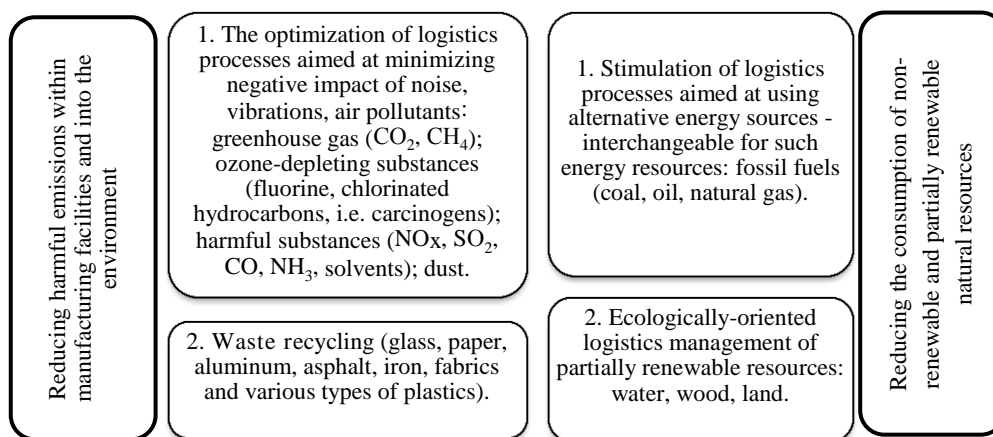 Reducing harmful emissions within
manufacturing facilities and into the
environment
1. The optimization of logistics
processes aimed at minimizing
negative impact of noise,
vibrations, air pollutants:
greenhouse gas (CO₂, CH₄);
ozone-depleting substances
(fluorine, chlorinated
hydrocarbons, i.e. carcinogens);
harmful substances (NOx, SO₂,
CO, NH₃, solvents); dust.
2. Waste recycling (glass, paper,
aluminum, asphalt, iron, fabrics
and various types of plastics).
1. Stimulation of logistics
processes aimed at using
alternative energy sources -
interchangeable for such
energy resources: fossil fuels
(coal, oil, natural gas).
2. Ecologically-oriented
logistics management of
partially renewable resources:
water, wood, land.
Reducing the consumption of non-
renewable and partially renewable
natural resources